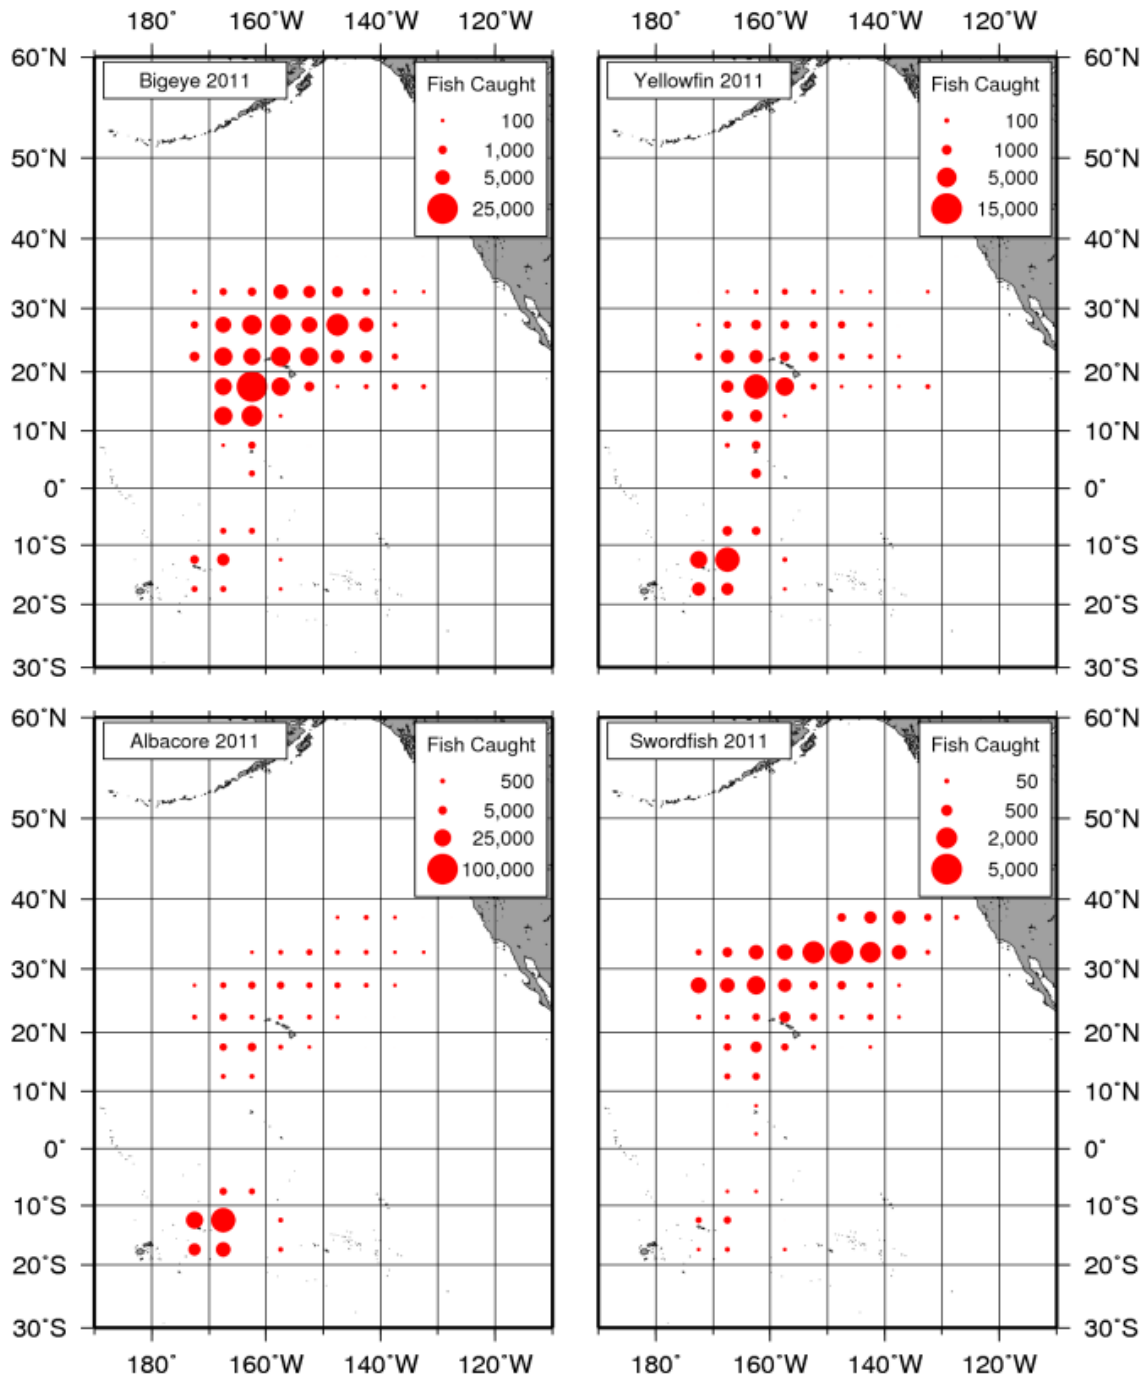 180° 160°W 140°W 120°W 180° 160°W 140°W 120°W
60°N Bigeye 2011 Fish Caught Yellowfin 2011 Fish Caught 60°N
100 100
1,000 1000
50°N 50°N
5,000 5,000
25,000 15,000
40°N 40°N
30°N 30°N
20°N 20°N
10°N 10°N
0° 0°
10°S 10°S
20°S 20°S
30°S 30°S
60°N Albacore 2011 Fish Caught Swordfish 2011 Fish Caught 60°N
500 50
5,000 500
50°N 50°N
25,000 2,000
100,000 5,000
40°N 40°N
30°N 30°N
20°N 20°N
10°N 10°N
0° 0°
10°S 10°S
20°S 20°S
30°S 30°S
180° 160°W 140°W 120°W 180° 160°W 140°W 120°W